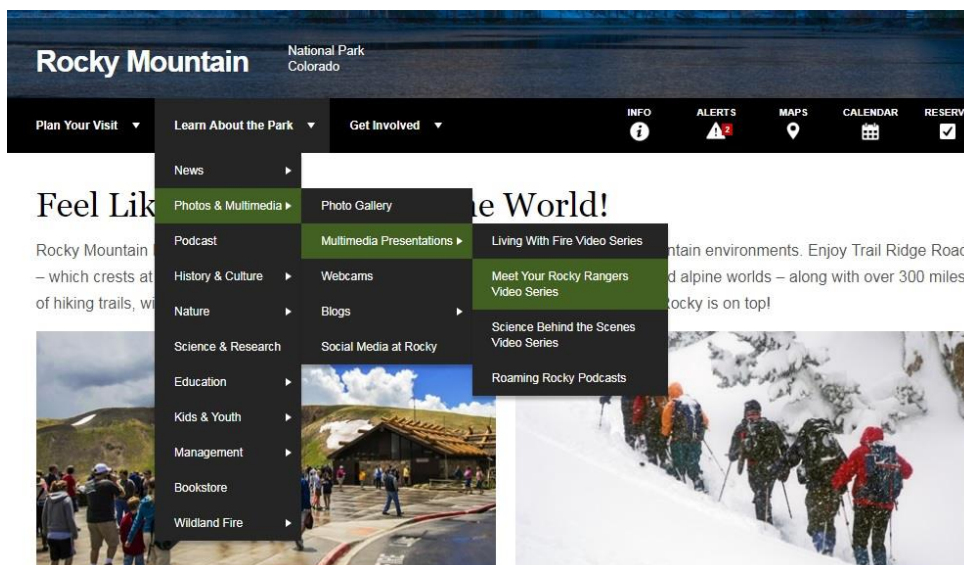 Rocky Mountain
National Park
Colorado
Plan Your Visit
Learn About the Park
Get Involved
INFO
ALERTS
2
MAPS
CALENDAR
News
Photos & Multimedia
Podcast
History & Culture
Nature
Science & Research
Education
Kids & Youth
Management
Bookstore
Wildland Fire
Photo Gallery
Multimedia Presentations
Webcams
Blogs
Social Media at Rocky
Living With Fire Video Series
Meet Your Rocky Rangers
Video Series
Science Behind the Scenes
Video Series
Roaming Rocky Podcasts
Feel World!
Rocky Mountain environments. Enjoy Trail Ridge
– which crests at alpine worlds – along with over 300 miles
of hiking trails, Rocky is on top!